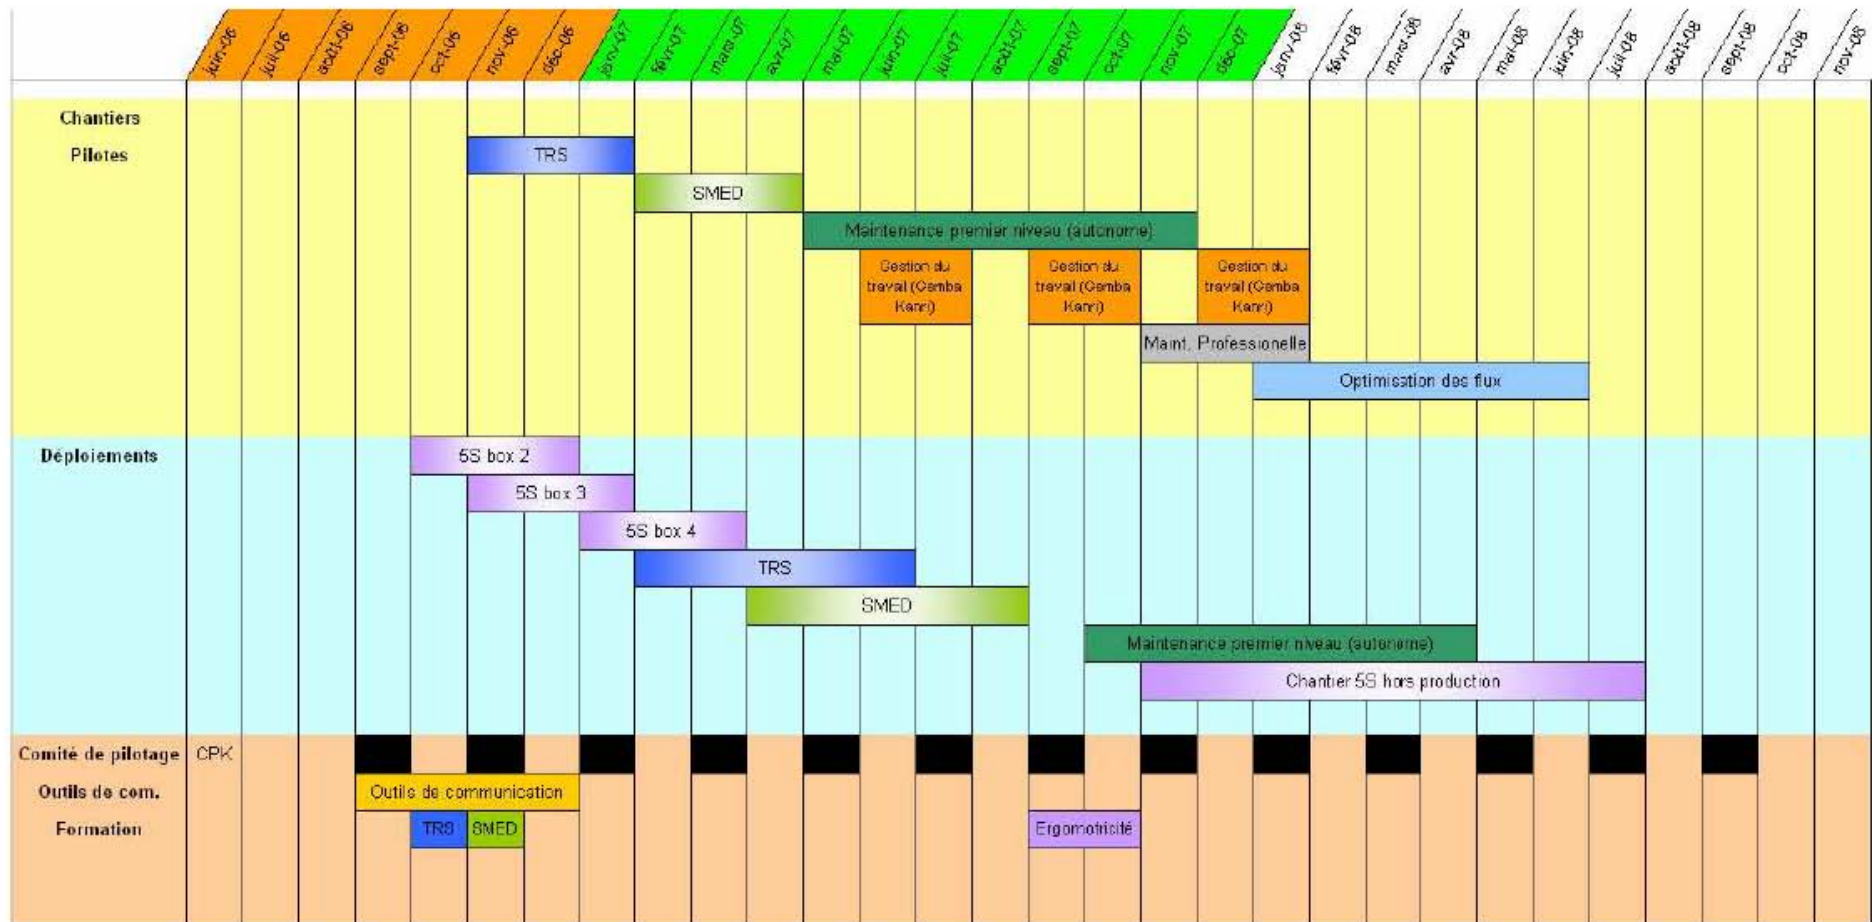 juin-06 juil-06 août-06 sept-06 oct-06 nov-06 déc-06 janv-07 févr-07 mars-07 avr-07 mai-07 juin-07 juil-07 août-07 sept-07 oct-07 nov-07 déc-07 janv-08 févr-08 mars-08 avr-08 mai-08 juin-08 juil-08 août-08 sept-08 oct-08 nov-08
Chantiers
Pilotes
TRS
SMED
Maintenance premier niveau (autonome)
Gestion du
travail (Gemba
Kanri)
Gestion du
travail (Gemba
Kanri)
Gestion du
travail (Gemba
Kanri)
Maint. Professionelle
Optimisation des flux
Déploiements
5S box 2
5S box 3
5S box 4
TRS
SMED
Maintenance premier niveau (autonome)
Chantier 5S hors production
Comité de pilotage CPK
Outils de com. Outils de communication
Formation TRS SMED Ergomotricité